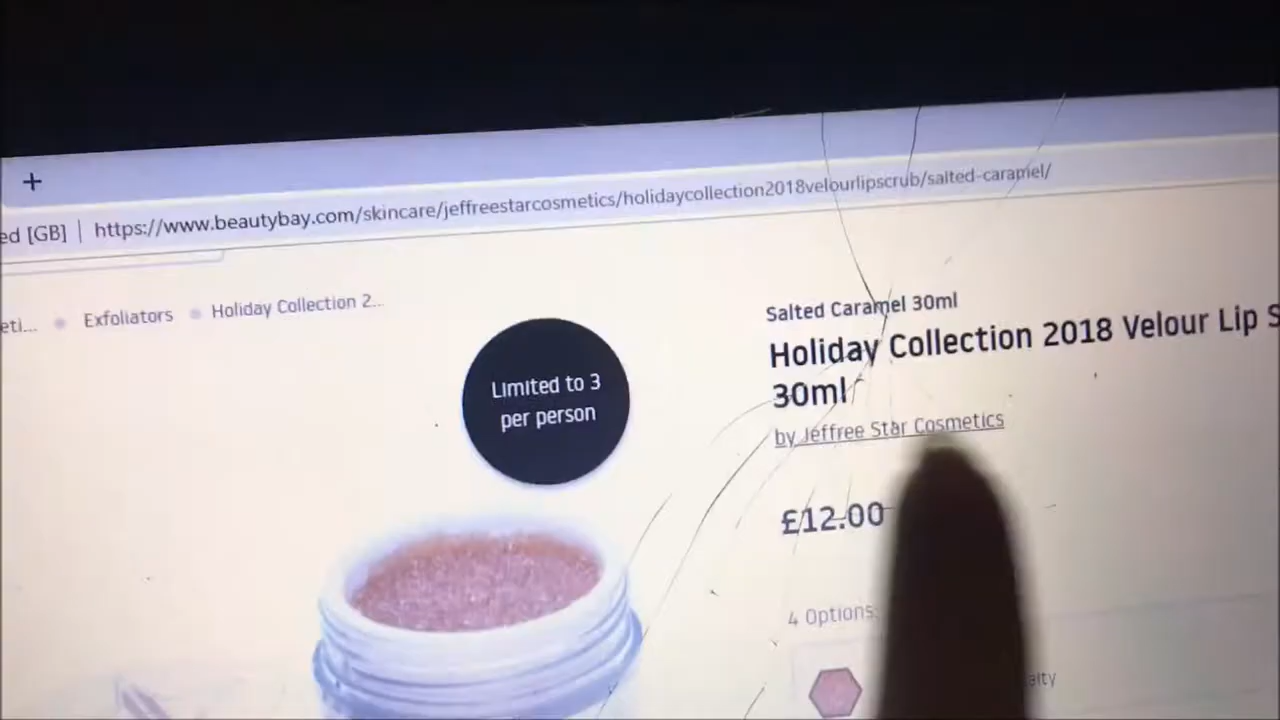 +
[GB] | https://www.beautybay.com/skincare/jeffreestarcosmetics/holidaycollection2018velourlipscrub/salted-caramel/
Exfoliators
Holiday Collection 2...
Limited to 3
per person
Salted Caramel 30ml
Holiday Collection 2018 Velour Lip
30ml
by Jeffree Star Cosmetics
£12.00
4 Options: